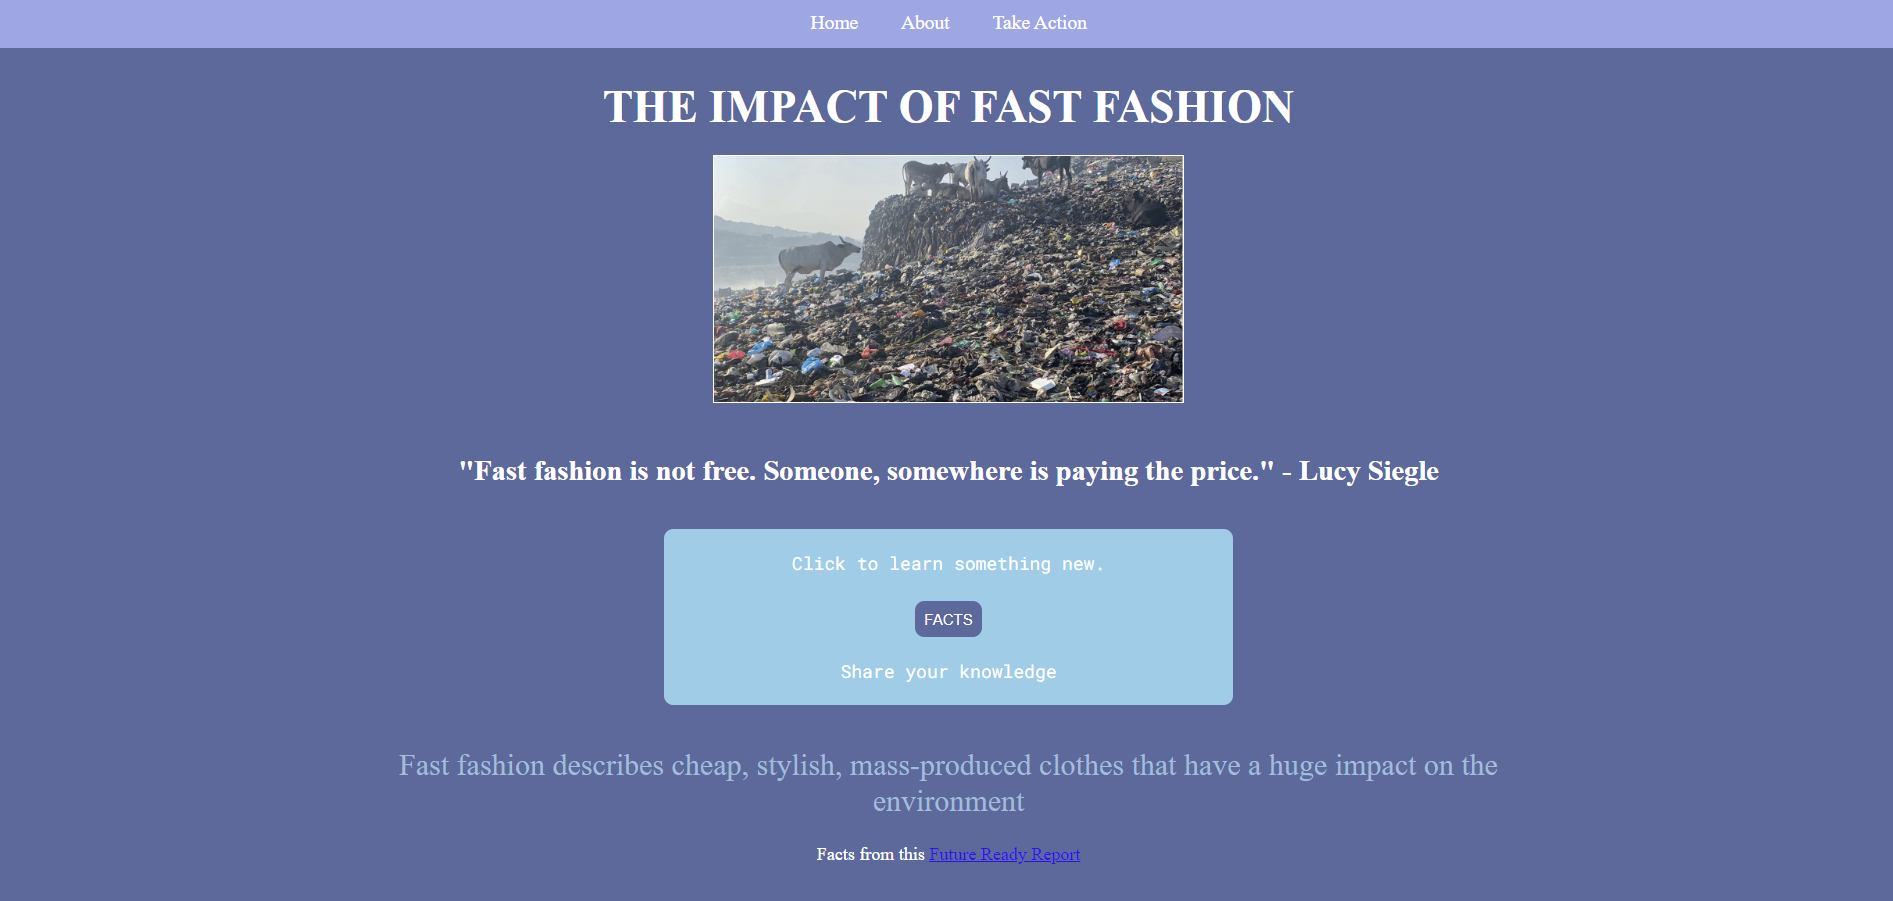 Home About Take Action
THE IMPACT OF FAST FASHION
"Fast fashion is not free. Someone, somewhere is paying the price." - Lucy Siegle
Click to learn something new.
FACTS
Share your knowledge
Fast fashion describes cheap, stylish, mass-produced clothes that have a huge impact on the
environment
Facts from this Future Ready Report